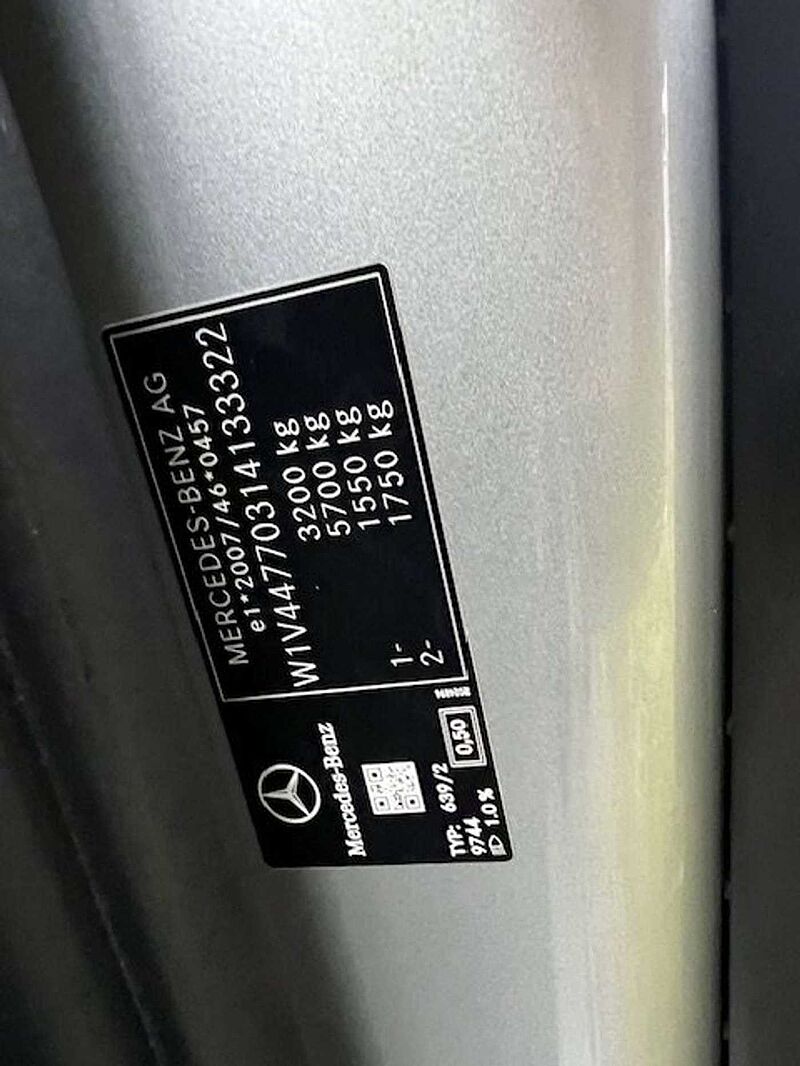 MERCEDES-BENZ AG
e1*2007/46*0457
W1V44770314133322
3200 kg
5700 kg
1- 1550 kg
2- 1750 kg
Mercedes-Benz
TYP: 639/2
9744
1.0%
0,50